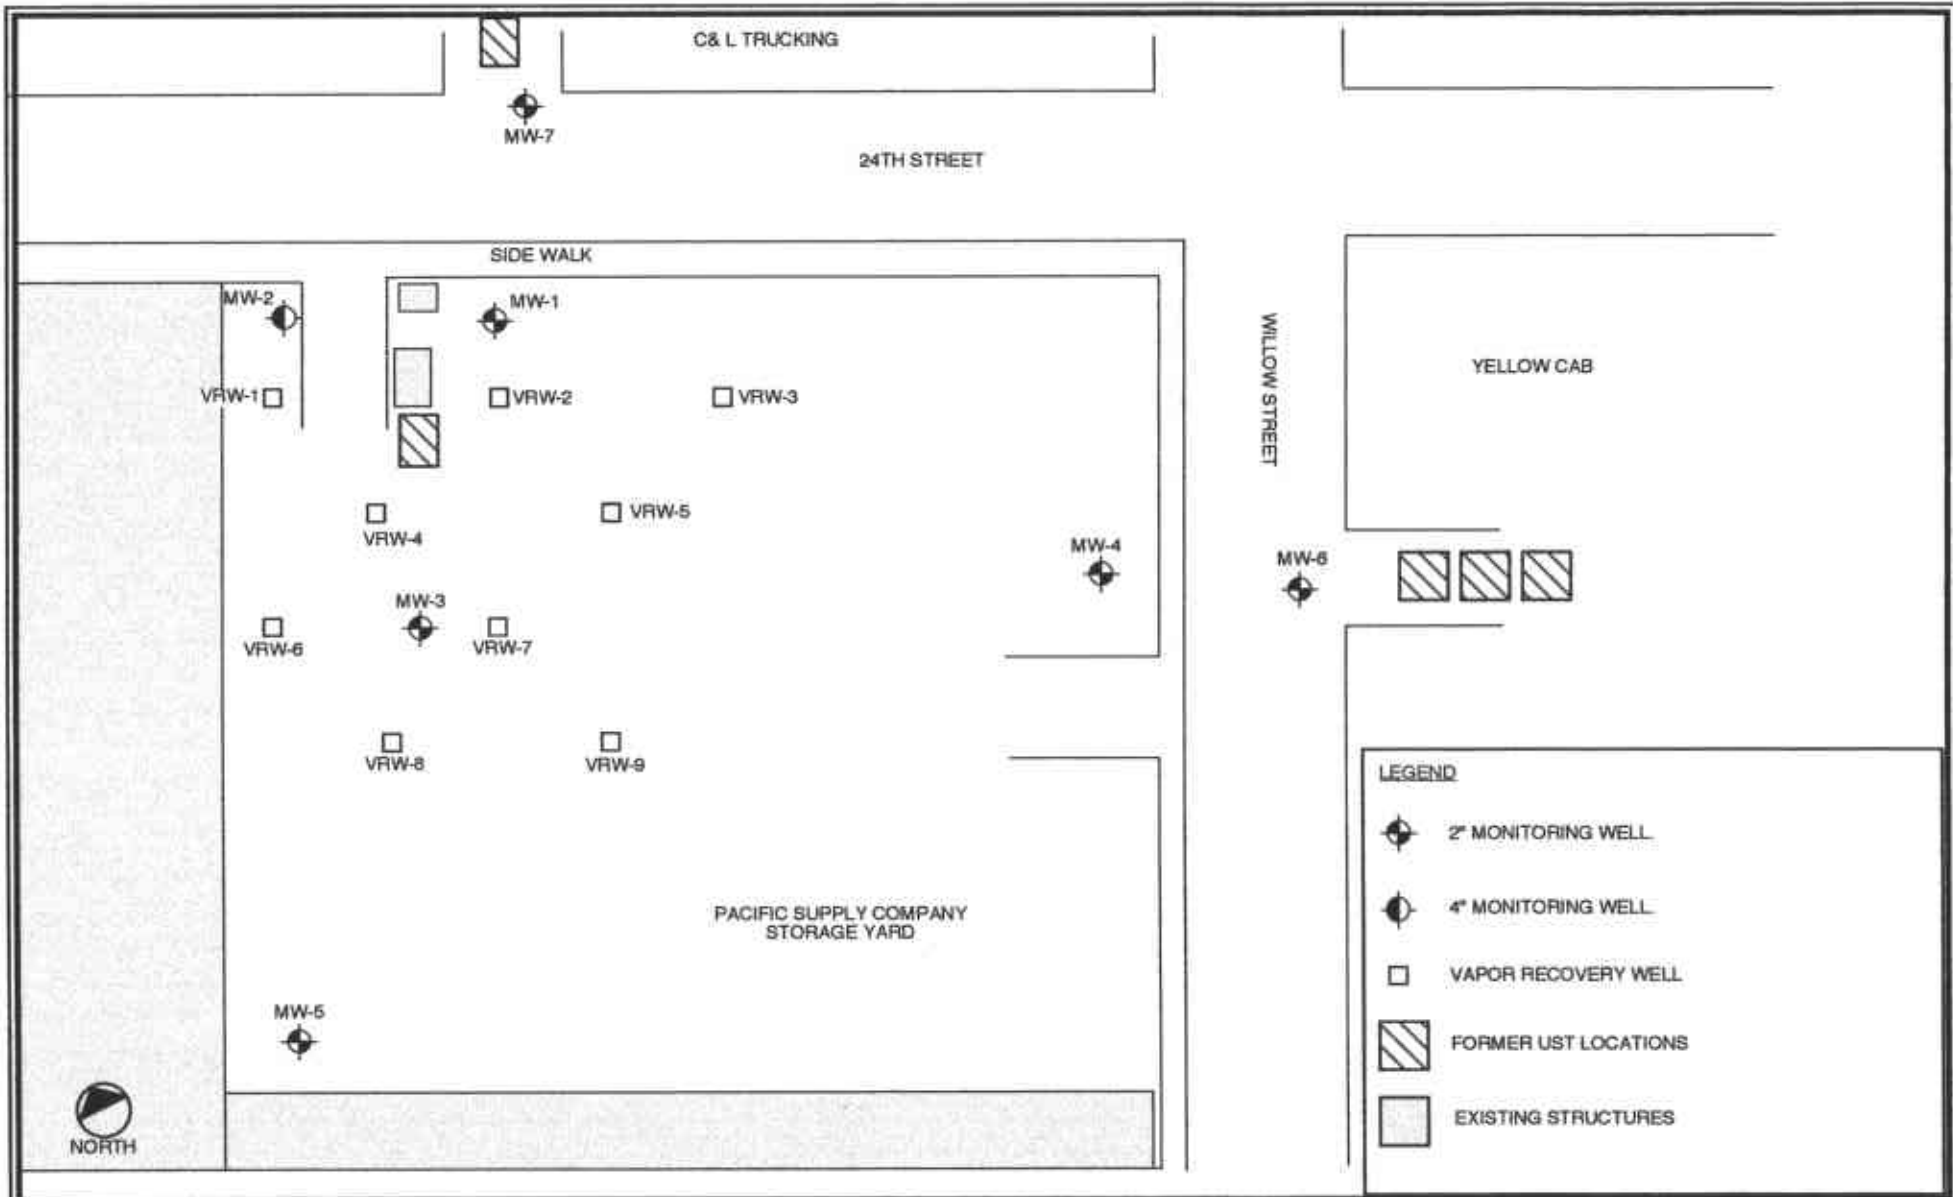 C& L TRUCKING
MW-7
24TH STREET
SIDE WALK
MW-2
MW-1
VRW-1
VRW-2
VRW-3
WILLOW STREET
YELLOW CAB
VRW-4
VRW-5
MW-4
MW-6
MW-3
VRW-6
VRW-7
VRW-8
VRW-9
PACIFIC SUPPLY COMPANY
STORAGE YARD
MW-5
NORTH
LEGEND
2" MONITORING WELL
4" MONITORING WELL
VAPOR RECOVERY WELL
FORMER UST LOCATIONS
EXISTING STRUCTURES